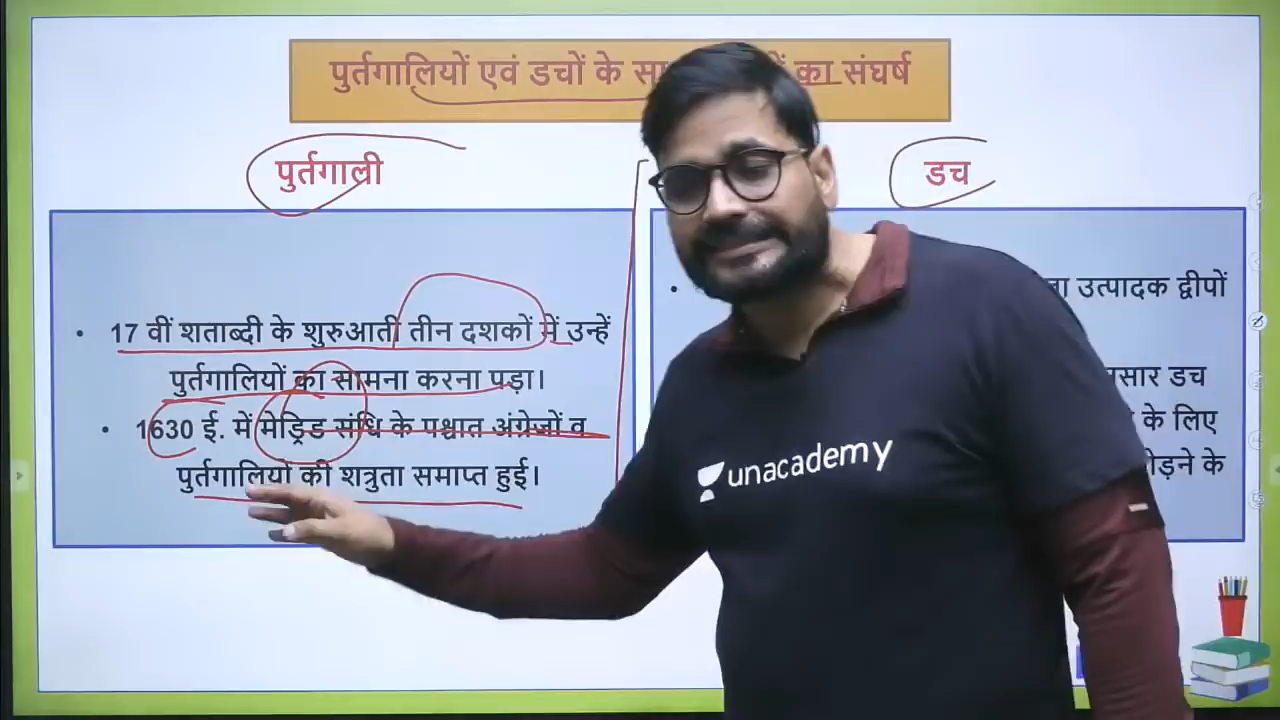 पुर्तगालियों एवं डचों के का संघर्ष
पुर्तगाली
• 17 वीं शताब्दी के शुरुआती तीन दशकों में उन्हें
पुर्तगालियों का सामना करना पड़ा।
• 1630 ई. में मेड्रिड संधि के पश्चात अंग्रेजों व
पुर्तगालियों की शत्रुता समाप्त हुई।
डच
• उत्पादक द्वीपों
डच
के लिए
के
unacademy